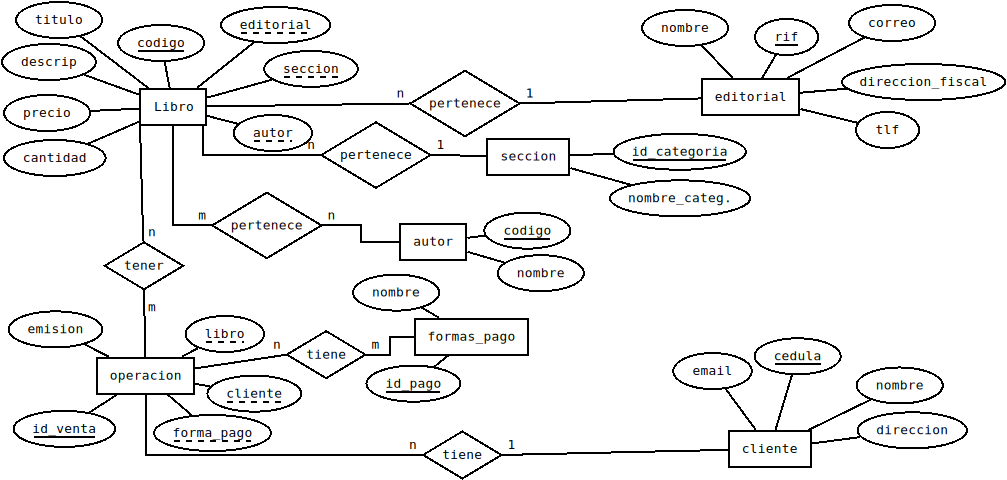 titulo
codigo
editorial
descrip
seccion
Libro
precio
autor
cantidad
n
pertenece
1
nombre
rif
correo
direccion_fiscal
editorial
tlf
n
pertenece
1
seccion
id_categoria
nombre_categ.
m
pertenece
n
autor
codigo
nombre
n
tener
m
nombre
formas_pago
id_pago
emision
libro
n
tiene
m
operacion
cliente
id_venta
forma_pago
n
tiene
1
email
cedula
nombre
direccion
cliente